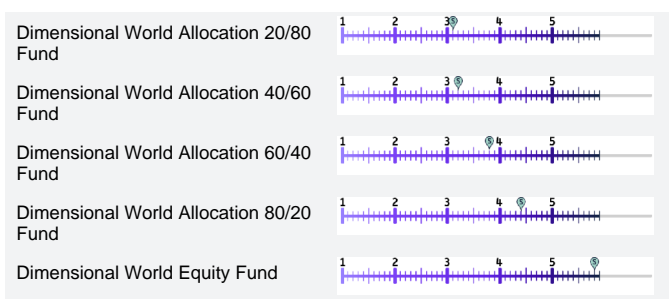 Dimensional World Allocation 20/80
Fund
1 2 3 S 4 5
Dimensional World Allocation 40/60
Fund
1 2 3 S 4 5
Dimensional World Allocation 60/40
Fund
1 2 3 S 4 5
Dimensional World Allocation 80/20
Fund
1 2 3 4 S 5
Dimensional World Equity Fund
1 2 3 4 5 S